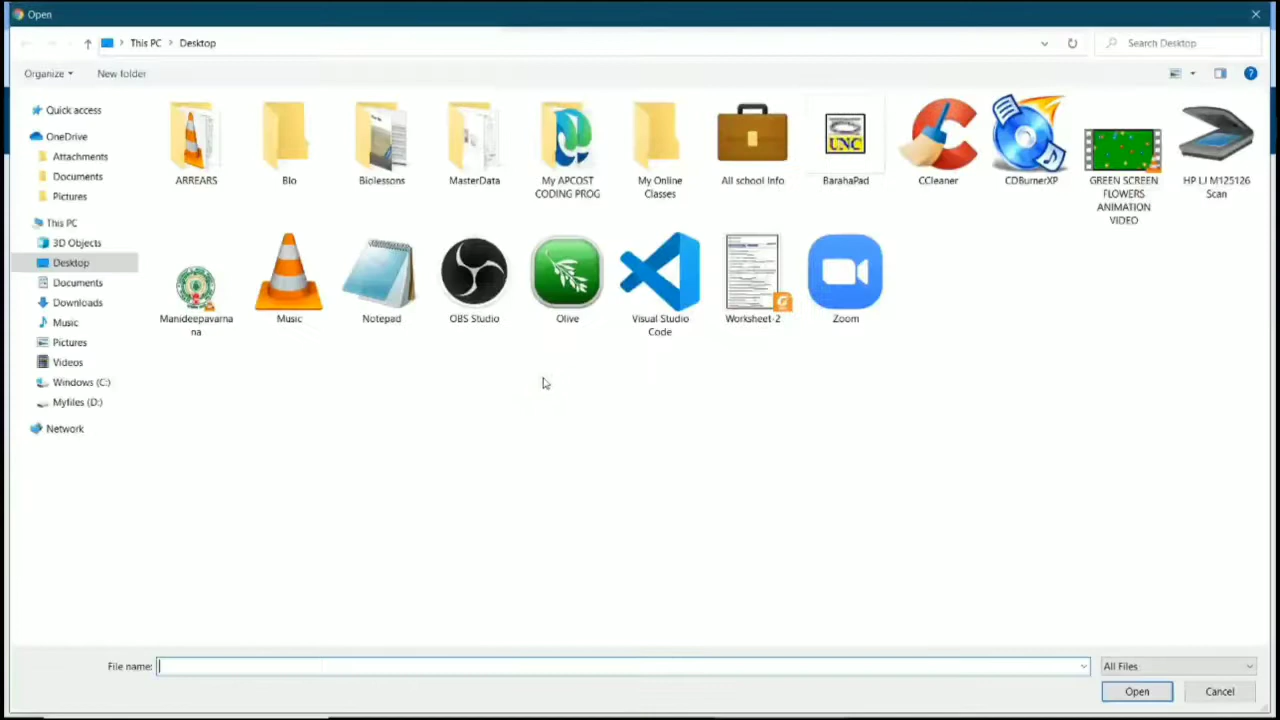 Open
This PC > Desktop
Search Desktop
Organize
New folder
Quick access
OneDrive
Attachments
Documents
Pictures
This PC
3D Objects
Desktop
Documents
Downloads
Music
Pictures
Videos
Windows (C:)
Myfiles (D:)
Network
ARREARS
BIo
Biolessons
MasterData
My APCOST
CODING PROG
My Online
Classes
All school Info
UNC
BarahaPad
CCleaner
CDBurnerXP
GREEN SCREEN
FLOWERS
ANIMATION
VIDEO
HP LJ M125126
Scan
Manideepavarna
na
Music
Notepad
OBS Studio
Olive
Visual Studio
Code
Worksheet-2
Zoom
File name:
All Files
Open
Cancel